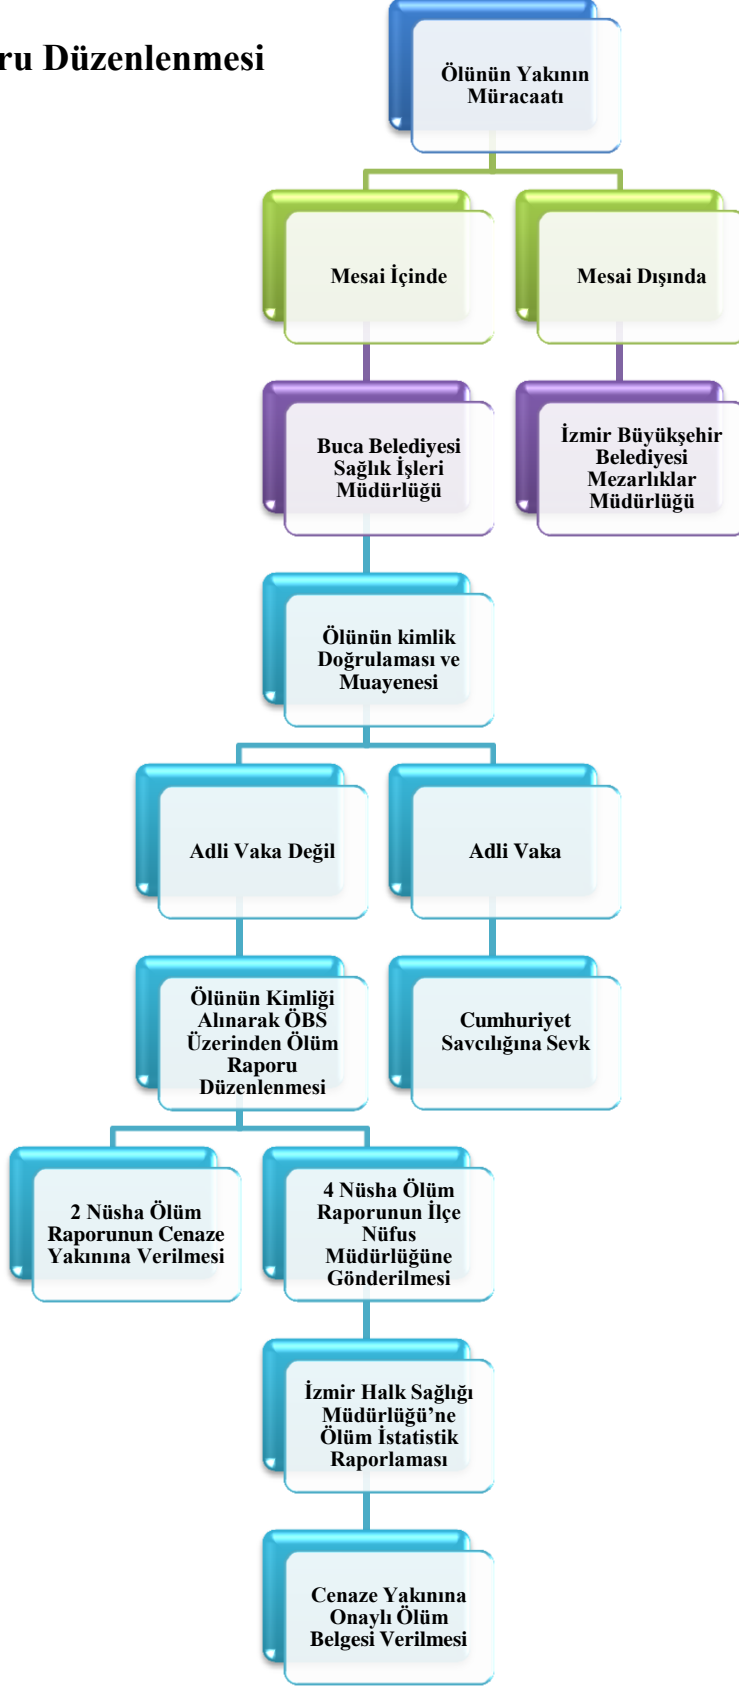 ru Düzenlenmesi
Ölünün Yakının
Müracaatı
Mesai İçinde
Mesai Dışında
Buca Belediyesi
Sağlık İşleri
Müdürlüğü
İzmir Büyükşehir
Belediyesi
Mezarlıklar
Müdürlüğü
Ölünün kimlik
Doğrulaması ve
Muayenesi
Adli Vaka Değil
Adli Vaka
Ölünün Kimliği
Alınarak ÖBS
Üzerinden Ölüm
Raporu
Düzenlenmesi
Cumhuriyet
Savcılığına Sevk
2 Nüsha Ölüm
Raporunun Cenaze
Yakınına Verilmesi
4 Nüsha Ölüm
Raporunun İlçe
Nüfus
Müdürlüğüne
Gönderilmesi
İzmir Halk Sağlığı
Müdürlüğü’ne
Ölüm İstatistik
Raporlaması
Cenaze Yakınına
Onaylı Ölüm
Belgesi Verilmesi